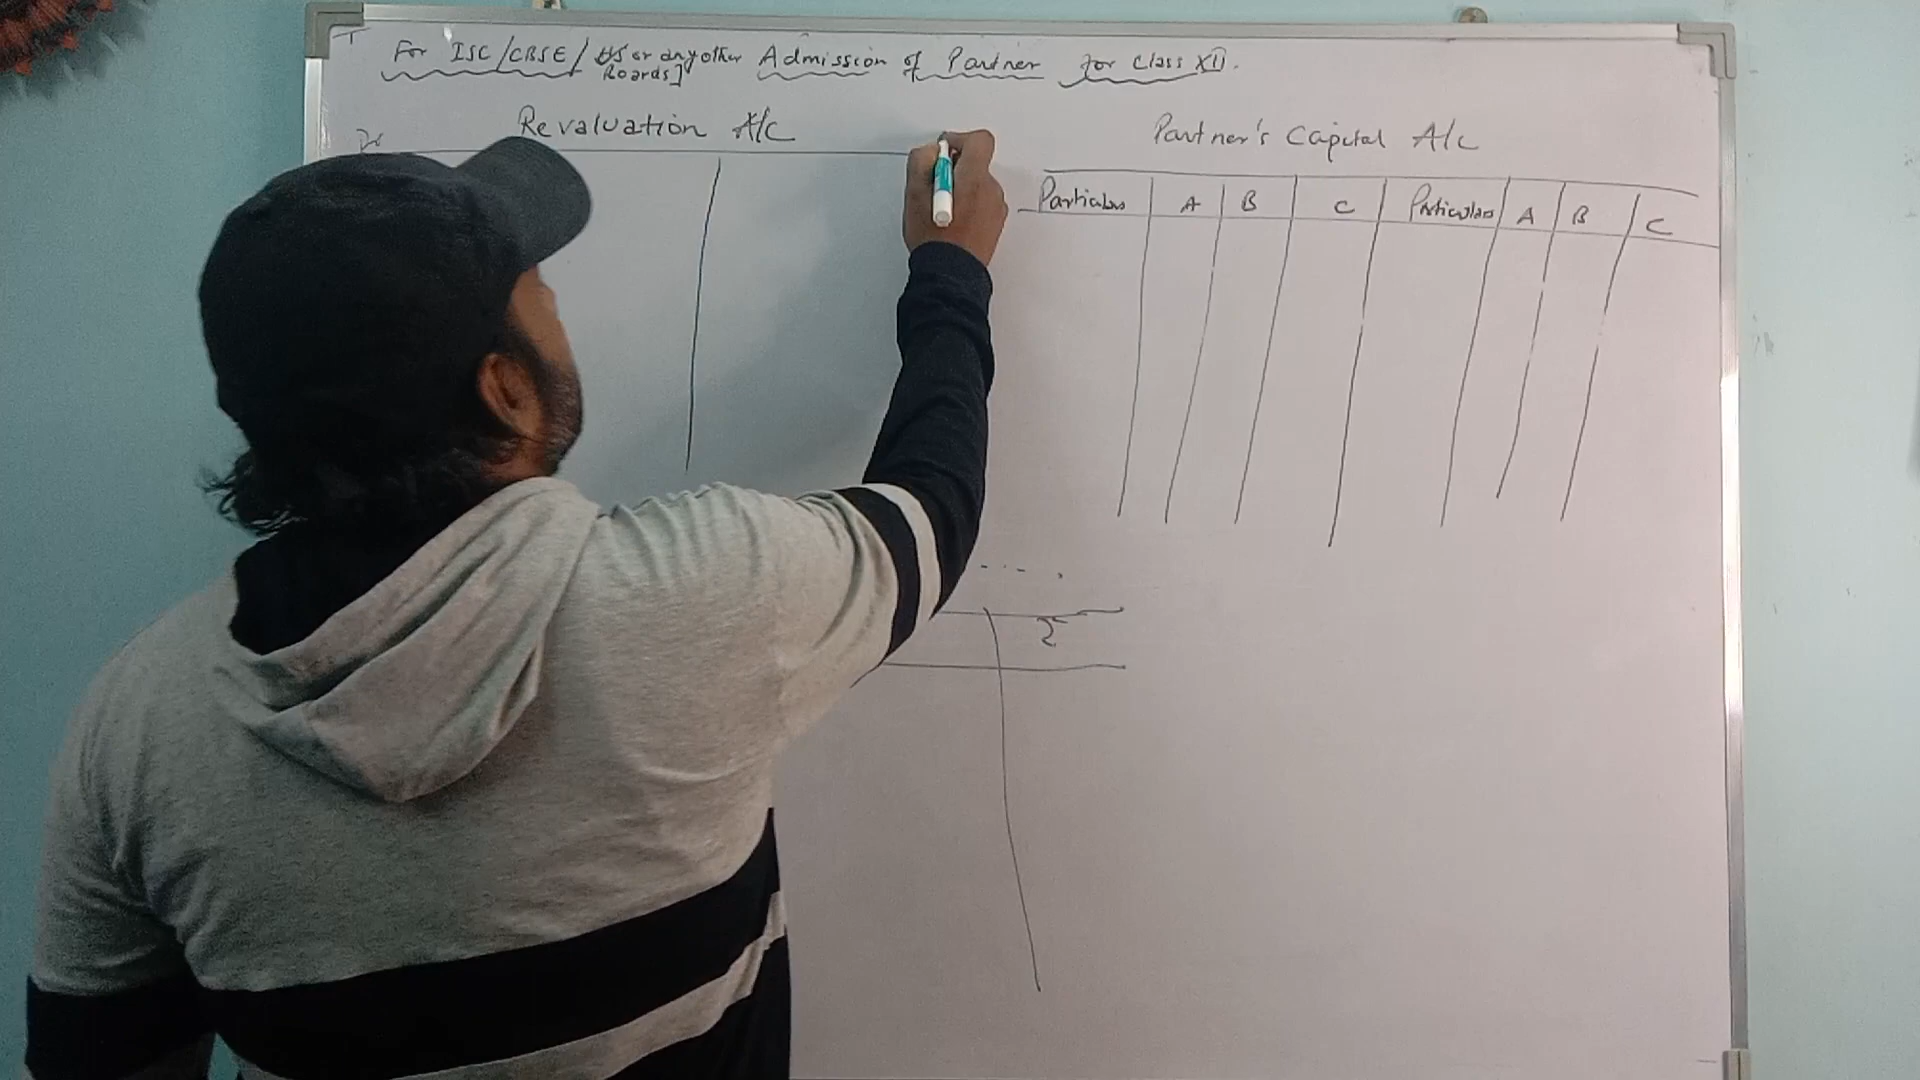 For ISC/CBSE/HS or any other Admission of Partner for Class XII.
Boards]
Revaluation A/C
Dr
Partner's Capital A/c
Particulars A B C Particulars A B C
₹